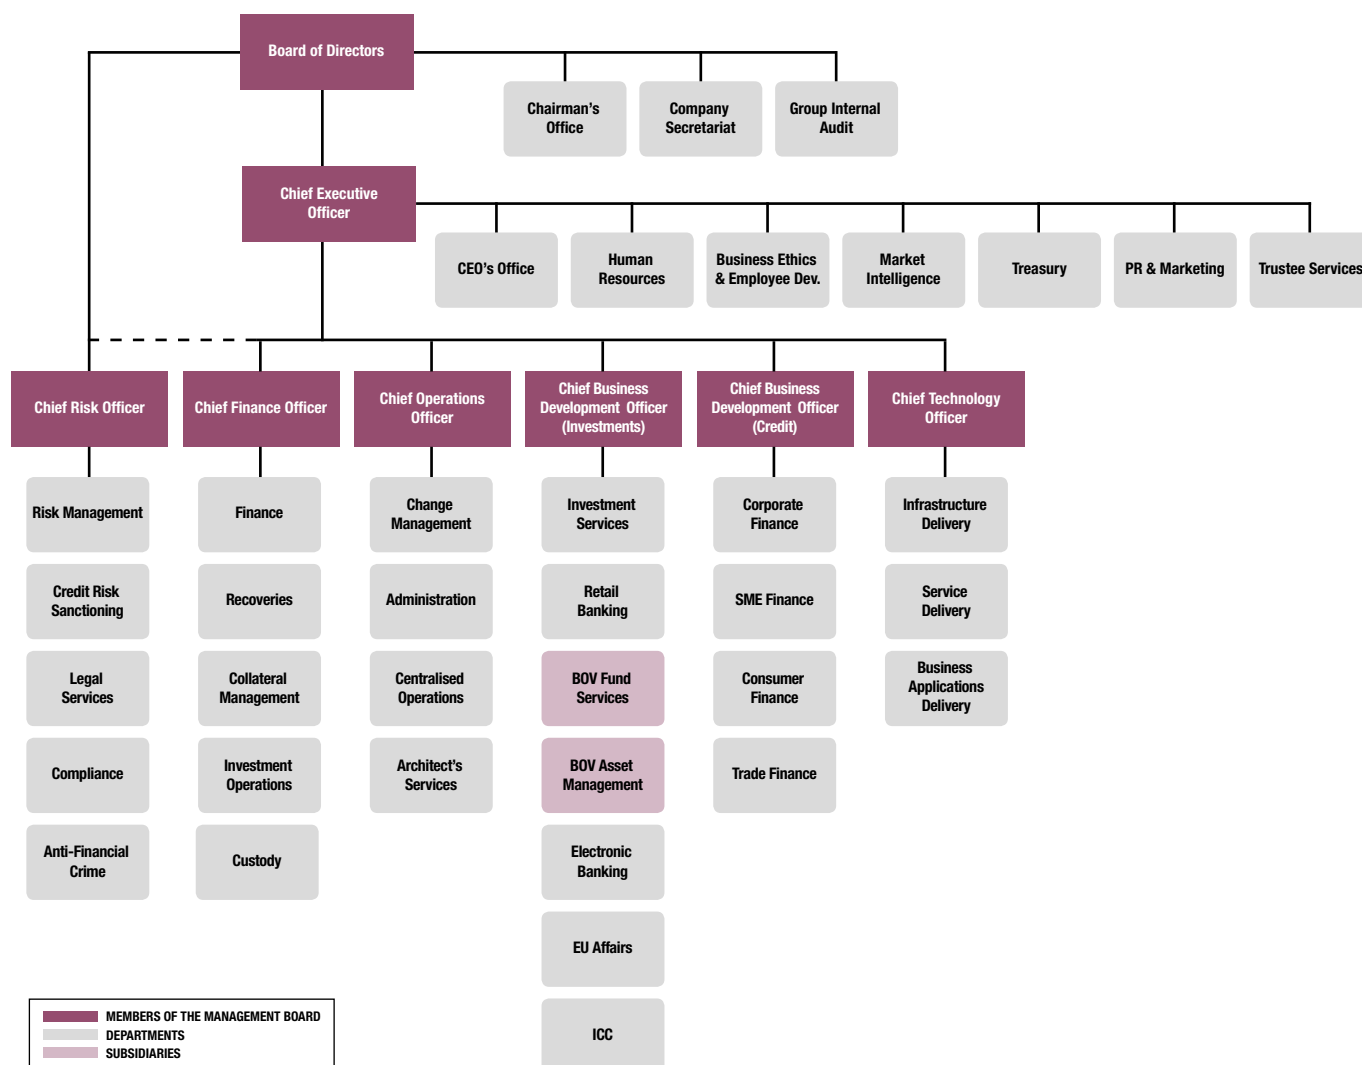 Board of Directors
Chairman's
Office
Company
Secretariat
Group Internal
Audit
Chief Executive
Officer
CEO's Office
Human
Resources
Business Ethics
& Employee Dev.
Market
Intelligence
Treasury
PR & Marketing
Trustee Services
Chief Risk Officer
Chief Finance Officer
Chief Operations
Officer
Chief Business
Development Officer
(Investments)
Chief Business
Development Officer
(Credit)
Chief Technology
Officer
Risk Management
Finance
Change
Management
Investment
Services
Corporate
Finance
Infrastructure
Delivery
Credit Risk
Sanctioning
Recoveries
Administration
Retail
Banking
SME Finance
Service
Delivery
Legal
Services
Collateral
Management
Centralised
Operations
BOV Fund
Services
Consumer
Finance
Business
Applications
Delivery
Compliance
Investment
Operations
Architect's
Services
BOV Asset
Management
Trade Finance
Anti-Financial
Crime
Custody
Electronic
Banking
EU Affairs
ICC
MEMBERS OF THE MANAGEMENT BOARD
DEPARTMENTS
SUBSIDIARIES